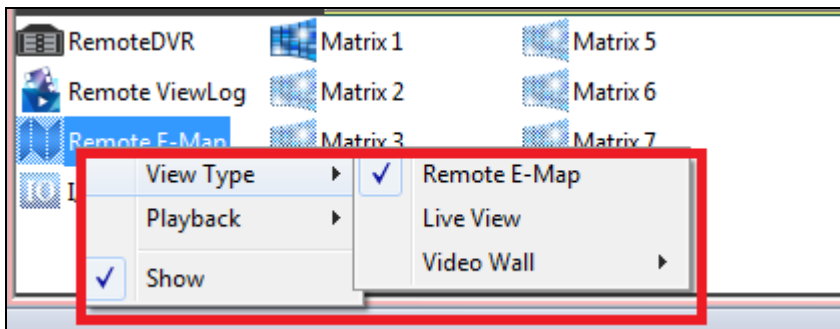 RemoteDVR Matrix 1 Matrix 5
Remote ViewLog Matrix 2 Matrix 6
Remote E-Map Matrix 3 Matrix 7
View Type Remote E-Map
Playback Live View
Video Wall
Show